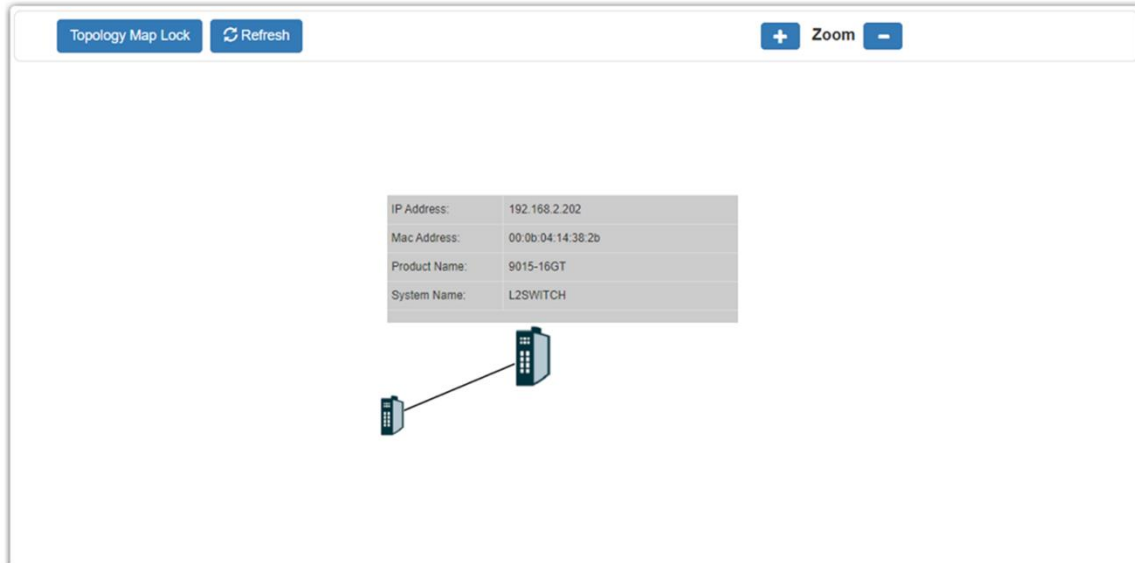 Topology Map Lock Refresh Zoom
IP Address: 192.168.2.202
Mac Address: 00:0b:04:14:38:2b
Product Name: 9015-16GT
System Name: L2SWITCH